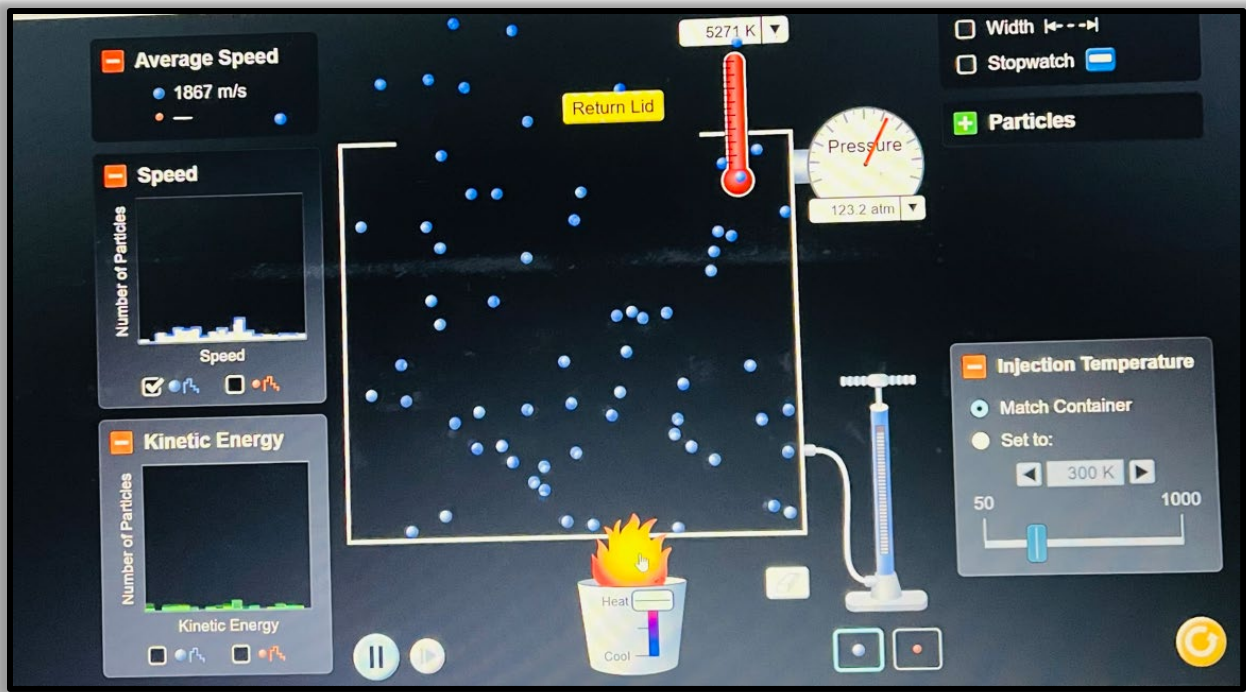 Average Speed
1867 m/s
—
Speed
Number of Particles
Speed
Kinetic Energy
Number of Particles
Kinetic Energy
5271 K
Return Lid
Pressure
123.2 atm
Heat
Cool
Width
Stopwatch
Particles
Injection Temperature
Match Container
Set to:
300 K
50
1000